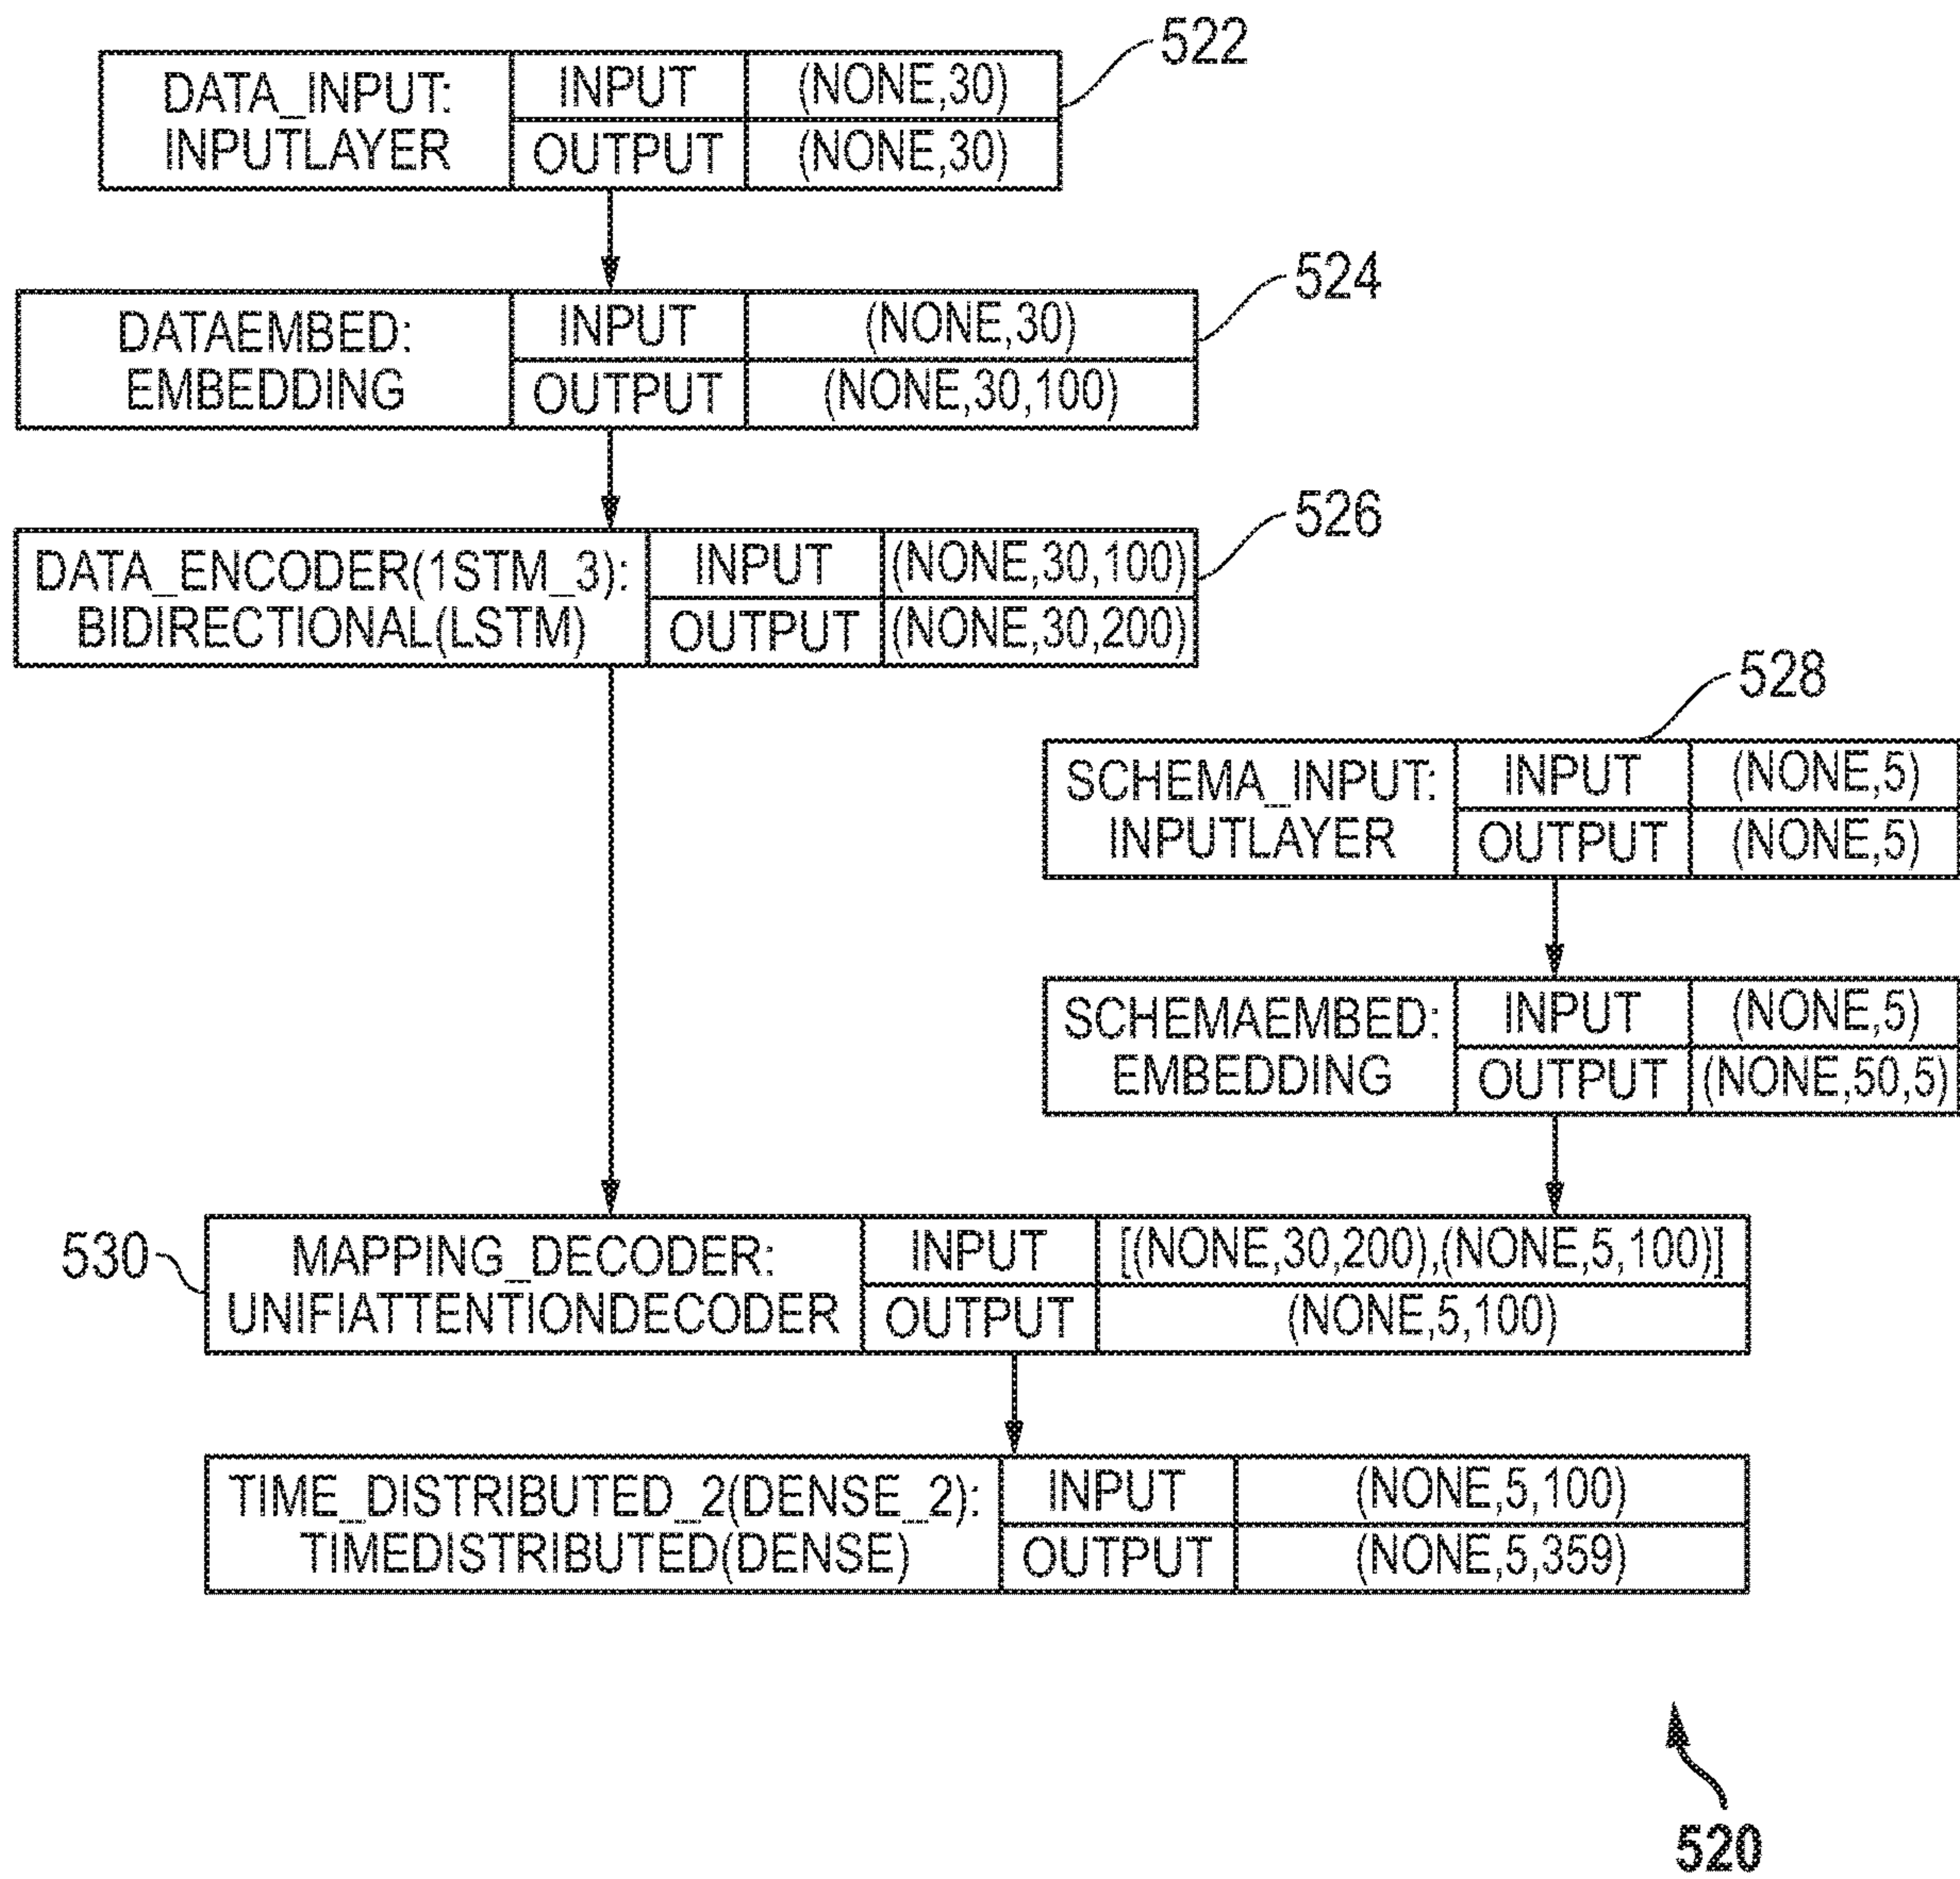 522
DATA_INPUT:
INPUTLAYER
INPUT
(NONE,30)
OUTPUT
(NONE,30)
524
DATAEMBED:
EMBEDDING
INPUT
(NONE,30)
OUTPUT
(NONE,30,100)
526
DATA_ENCODER(1STM_3):
BIDIRECTIONAL(LSTM)
INPUT
(NONE,30,100)
OUTPUT
(NONE,30,200)
528
SCHEMA_INPUT:
INPUTLAYER
INPUT
(NONE,5)
OUTPUT
(NONE,5)
SCHEMAEMBED:
EMBEDDING
INPUT
(NONE,5)
OUTPUT
(NONE,50,5)
530
MAPPING_DECODER:
UNIFIATTENTIONDECODER
INPUT
[(NONE,30,200),(NONE,5,100)]
OUTPUT
(NONE,5,100)
TIME_DISTRIBUTED_2(DENSE_2):
TIMEDISTRIBUTED(DENSE)
INPUT
(NONE,5,100)
OUTPUT
(NONE,5,359)
520